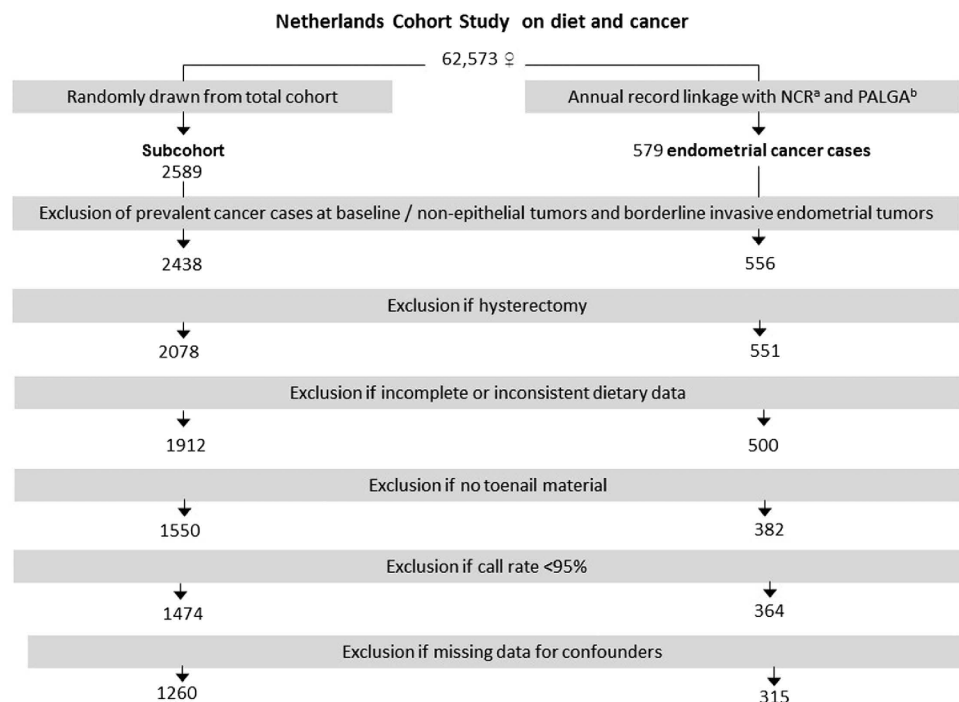 Netherlands Cohort Study on diet and cancer
62,573 ♀
Randomly drawn from total cohort
Annual record linkage with NCRᵃ and PALGAᵇ
Subcohort
2589
579 endometrial cancer cases
Exclusion of prevalent cancer cases at baseline / non-epithelial tumors and borderline invasive endometrial tumors
2438
556
Exclusion if hysterectomy
2078
551
Exclusion if incomplete or inconsistent dietary data
1912
500
Exclusion if no toenail material
1550
382
Exclusion if call rate <95%
1474
364
Exclusion if missing data for confounders
1260
315